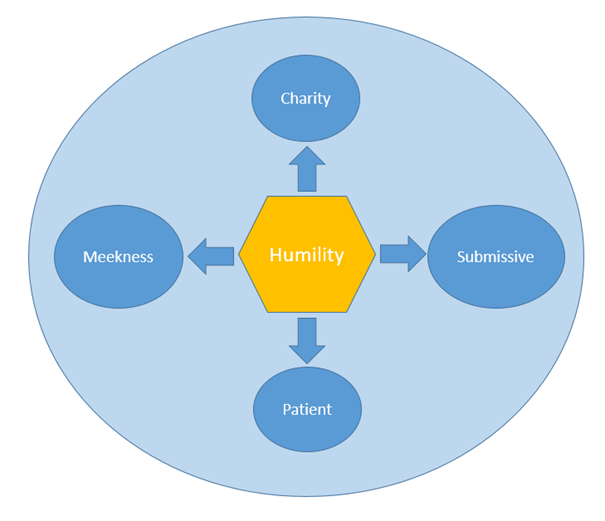 Charity
Meekness
Humility
Submissive
Patient